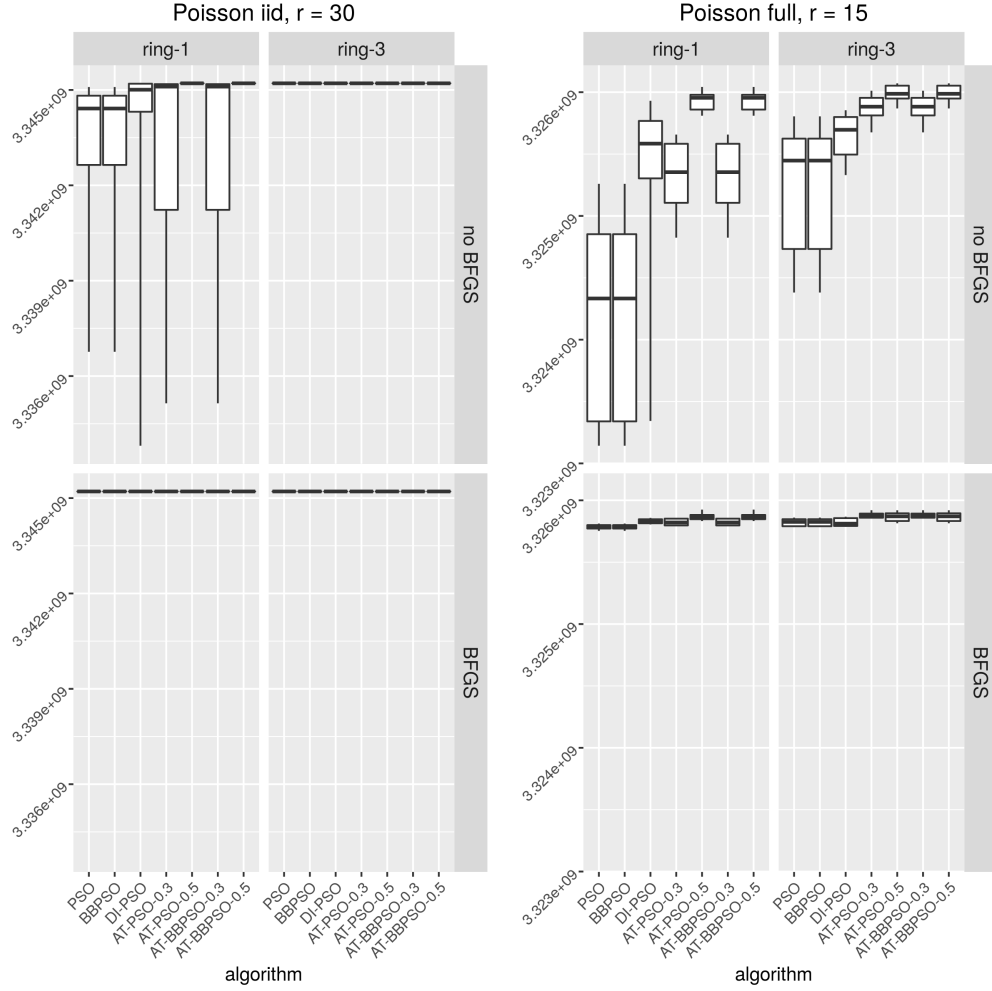 Poisson iid, r = 30
ring-1
ring-3
3.345e+09
3.342e+09
3.339e+09
3.336e+09
no BFGS
3.345e+09
3.342e+09
3.339e+09
3.336e+09
BFGS
PSO
BBPSO
DI-PSO
AT-PSO-0.3
AT-PSO-0.5
AT-BBPSO-0.3
AT-BBPSO-0.5
PSO
BBPSO
DI-PSO
AT-PSO-0.3
AT-PSO-0.5
AT-BBPSO-0.3
AT-BBPSO-0.5
algorithm
Poisson full, r = 15
ring-1
ring-3
3.326e+09
3.325e+09
3.324e+09
3.323e+09
no BFGS
3.326e+09
3.325e+09
3.324e+09
3.323e+09
BFGS
PSO
BBPSO
DI-PSO
AT-PSO-0.3
AT-PSO-0.5
AT-BBPSO-0.3
AT-BBPSO-0.5
PSO
BBPSO
DI-PSO
AT-PSO-0.3
AT-PSO-0.5
AT-BBPSO-0.3
AT-BBPSO-0.5
algorithm